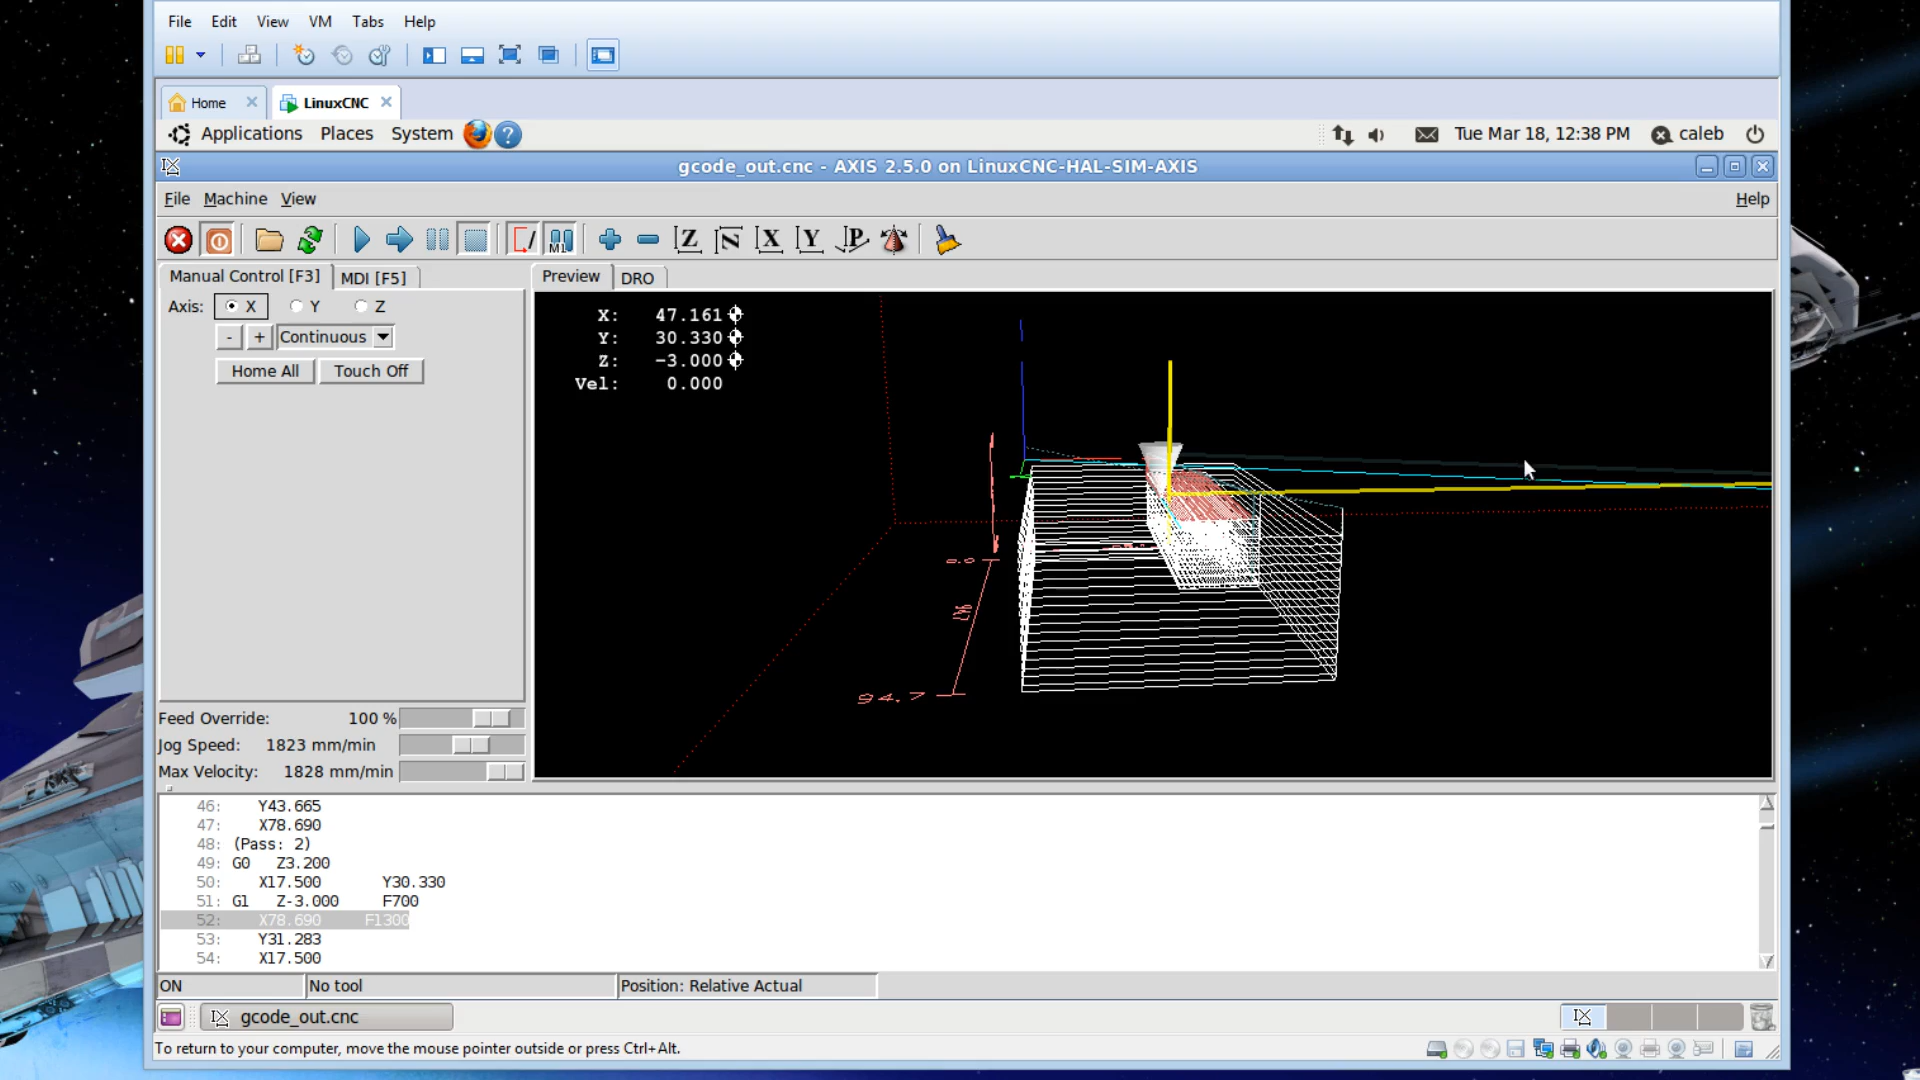 File Edit View VM Tabs Help
Home LinuxCNC
Applications Places System Tue Mar 18, 12:38 PM caleb
gcode_out.cnc - AXIS 2.5.0 on LinuxCNC-HAL-SIM-AXIS
File Machine View Help
Z N X Y P
Manual Control [F3] MDI [F5] Preview DRO
Axis: X Y Z
- + Continuous
Home All Touch Off
X: 47.161
Y: 30.330
Z: -3.000
Vel: 0.000
0.0
94.7
Feed Override: 100 %
Jog Speed: 1823 mm/min
Max Velocity: 1828 mm/min
46: Y43.665
47: X78.690
48: (Pass: 2)
49: G0 Z3.200
50: X17.500 Y30.330
51: G1 Z-3.000 F700
52: X78.690 F1300
53: Y31.283
54: X17.500
ON No tool Position: Relative Actual
gcode_out.cnc
To return to your computer, move the mouse pointer outside or press Ctrl+Alt.